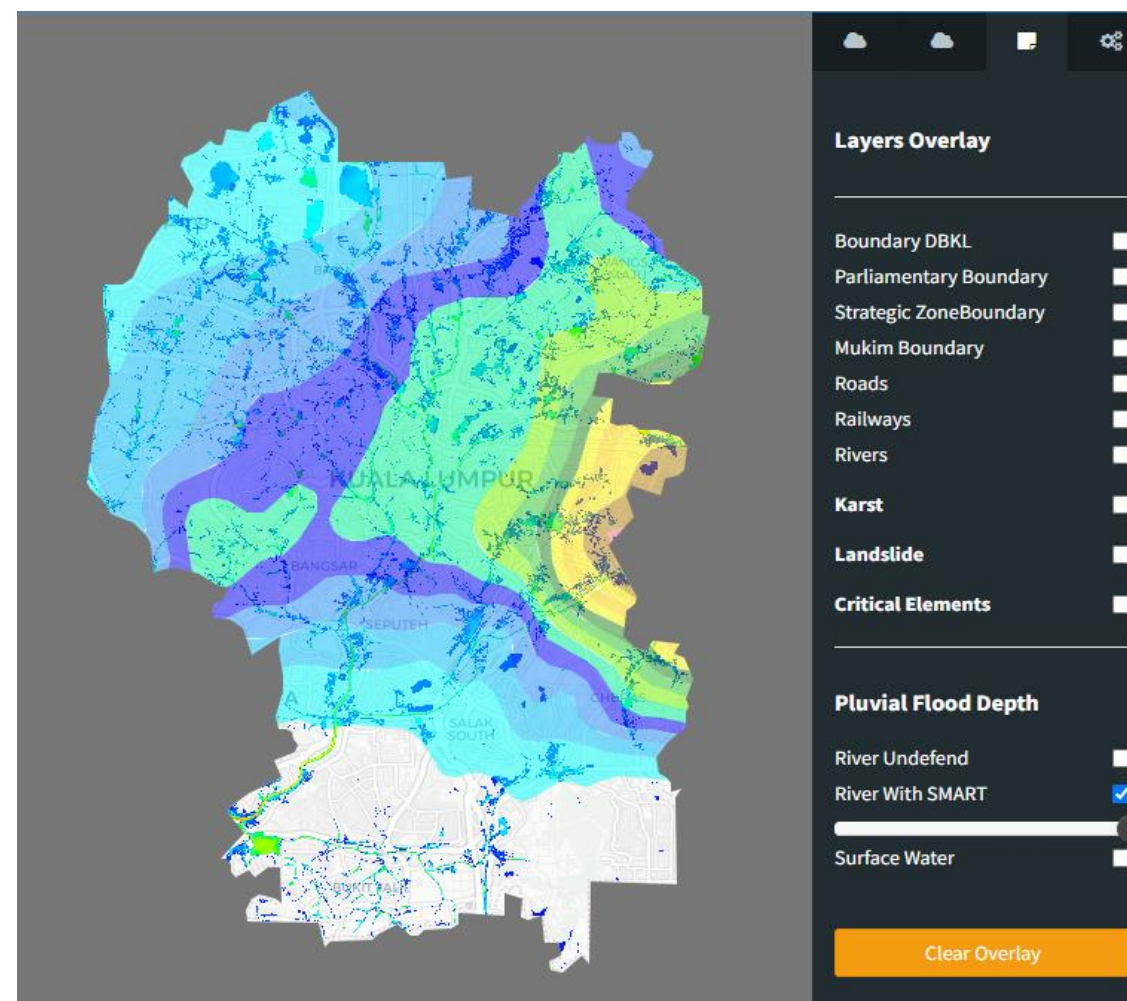 Layers Overlay
Boundary DBKL
Parliamentary Boundary
Strategic ZoneBoundary
Mukim Boundary
Roads
Railways
Rivers
Karst
Landslide
Critical Elements
Pluvial Flood Depth
River Undefend
River With SMART
Surface Water
Clear Overlay
KUALA LUMPUR
BANGSAR
SEPUTEH
SALAK
SOUTH